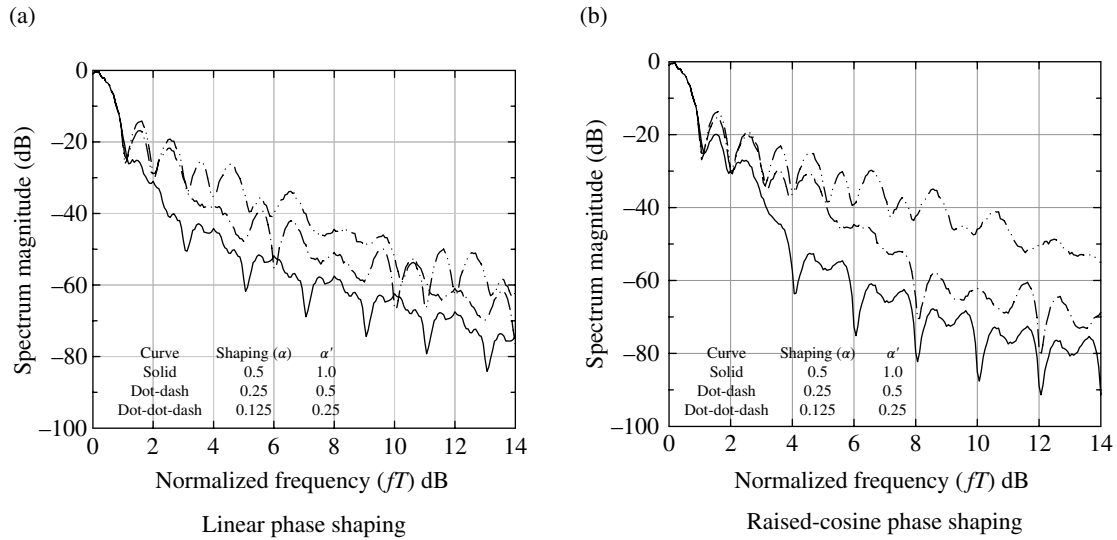 (a)
Spectrum magnitude (dB)
0
−20
−40
−60
−80
−100
Curve Shaping (α) α′
Solid 0.5 1.0
Dot-dash 0.25 0.5
Dot-dot-dash 0.125 0.25
0 2 4 6 8 10 12 14
Normalized frequency (fT) dB
Linear phase shaping
(b)
Spectrum magnitude (dB)
0
−20
−40
−60
−80
−100
Curve Shaping (α) α′
Solid 0.5 1.0
Dot-dash 0.25 0.5
Dot-dot-dash 0.125 0.25
0 2 4 6 8 10 12 14
Normalized frequency (fT) dB
Raised-cosine phase shaping